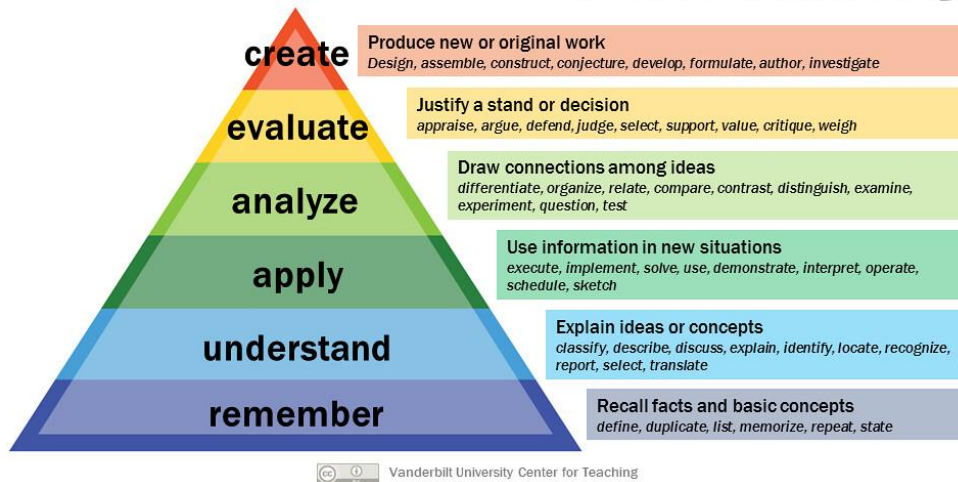 create
Produce new or original work
Design, assemble, construct, conjecture, develop, formulate, author, investigate
evaluate
Justify a stand or decision
appraise, argue, defend, judge, select, support, value, critique, weigh
analyze
Draw connections among ideas
differentiate, organize, relate, compare, contrast, distinguish, examine,
experiment, question, test
apply
Use information in new situations
execute, implement, solve, use, demonstrate, interpret, operate,
schedule, sketch
understand
Explain ideas or concepts
classify, describe, discuss, explain, identify, locate, recognize,
report, select, translate
remember
Recall facts and basic concepts
define, duplicate, list, memorize, repeat, state
cc
Vanderbilt University Center for Teaching